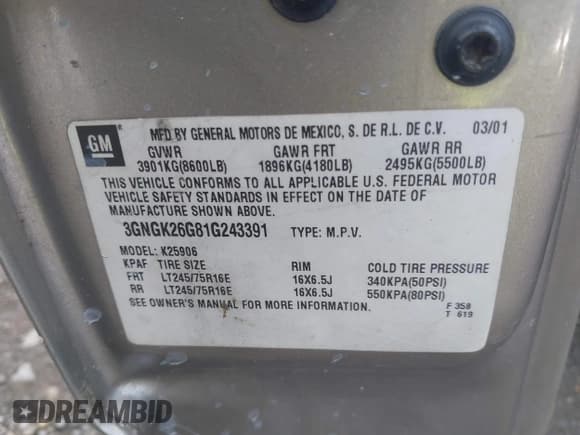 GM ® MFD BY GENERAL MOTORS DE MEXICO, S. DE R.L. DE C.V. 03/01
GVWR GAWR FRT GAWR RR
3901KG(8600LB) 1896KG(4180LB) 2495KG(5500LB)
THIS VEHICLE CONFORMS TO ALL APPLICABLE U.S. FEDERAL MOTOR
VEHICLE SAFETY STANDARDS IN EFFECT ON THE DATE OF
MANUFACTURE SHOWN ABOVE.
3GNGK26G81G243391 TYPE: M.P.V.
MODEL: K25906
KPAF TIRE SIZE RIM COLD TIRE PRESSURE
FRT LT245/75R16E 16X6.5J 340KPA(50PSI)
RR LT245/75R16E 16X6.5J 550KPA(80PSI)
SEE OWNER'S MANUAL FOR MORE INFORMATION. F 358
T 619
DREAMBID